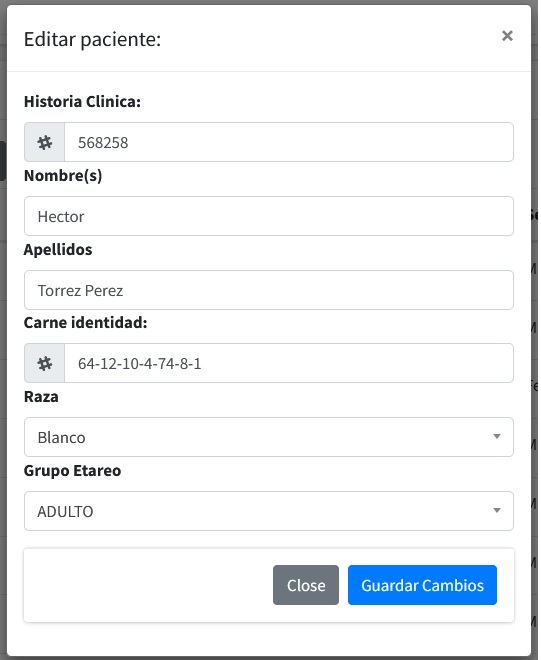 Editar paciente:
×
Historia Clinica:
568258
Nombre(s)
Hector
Apellidos
Torrez Perez
Carne identidad:
64-12-10-4-74-8-1
Raza
Blanco
Grupo Etareo
ADULTO
Close
Guardar Cambios